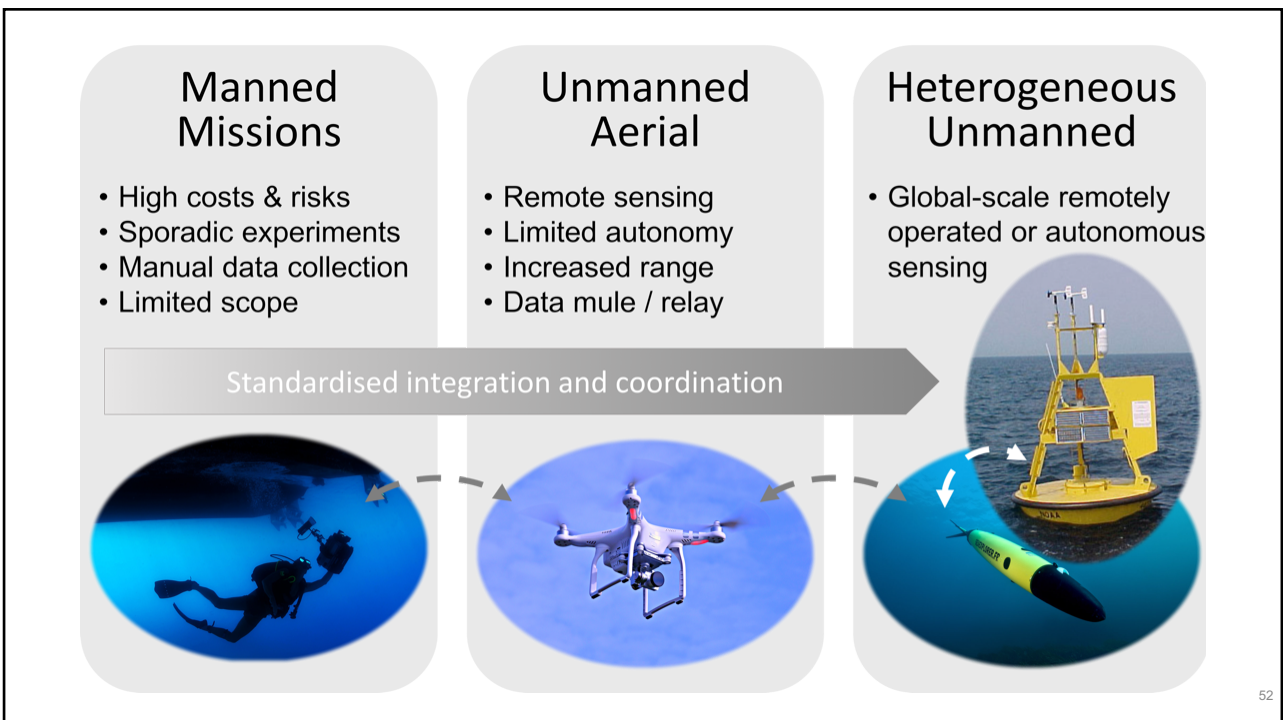 Manned
Missions
• High costs & risks
• Sporadic experiments
• Manual data collection
• Limited scope
Unmanned
Aerial
• Remote sensing
• Limited autonomy
• Increased range
• Data mule / relay
Heterogeneous
Unmanned
• Global-scale remotely
operated or autonomous
sensing
Standardised integration and coordination
NOAA
52